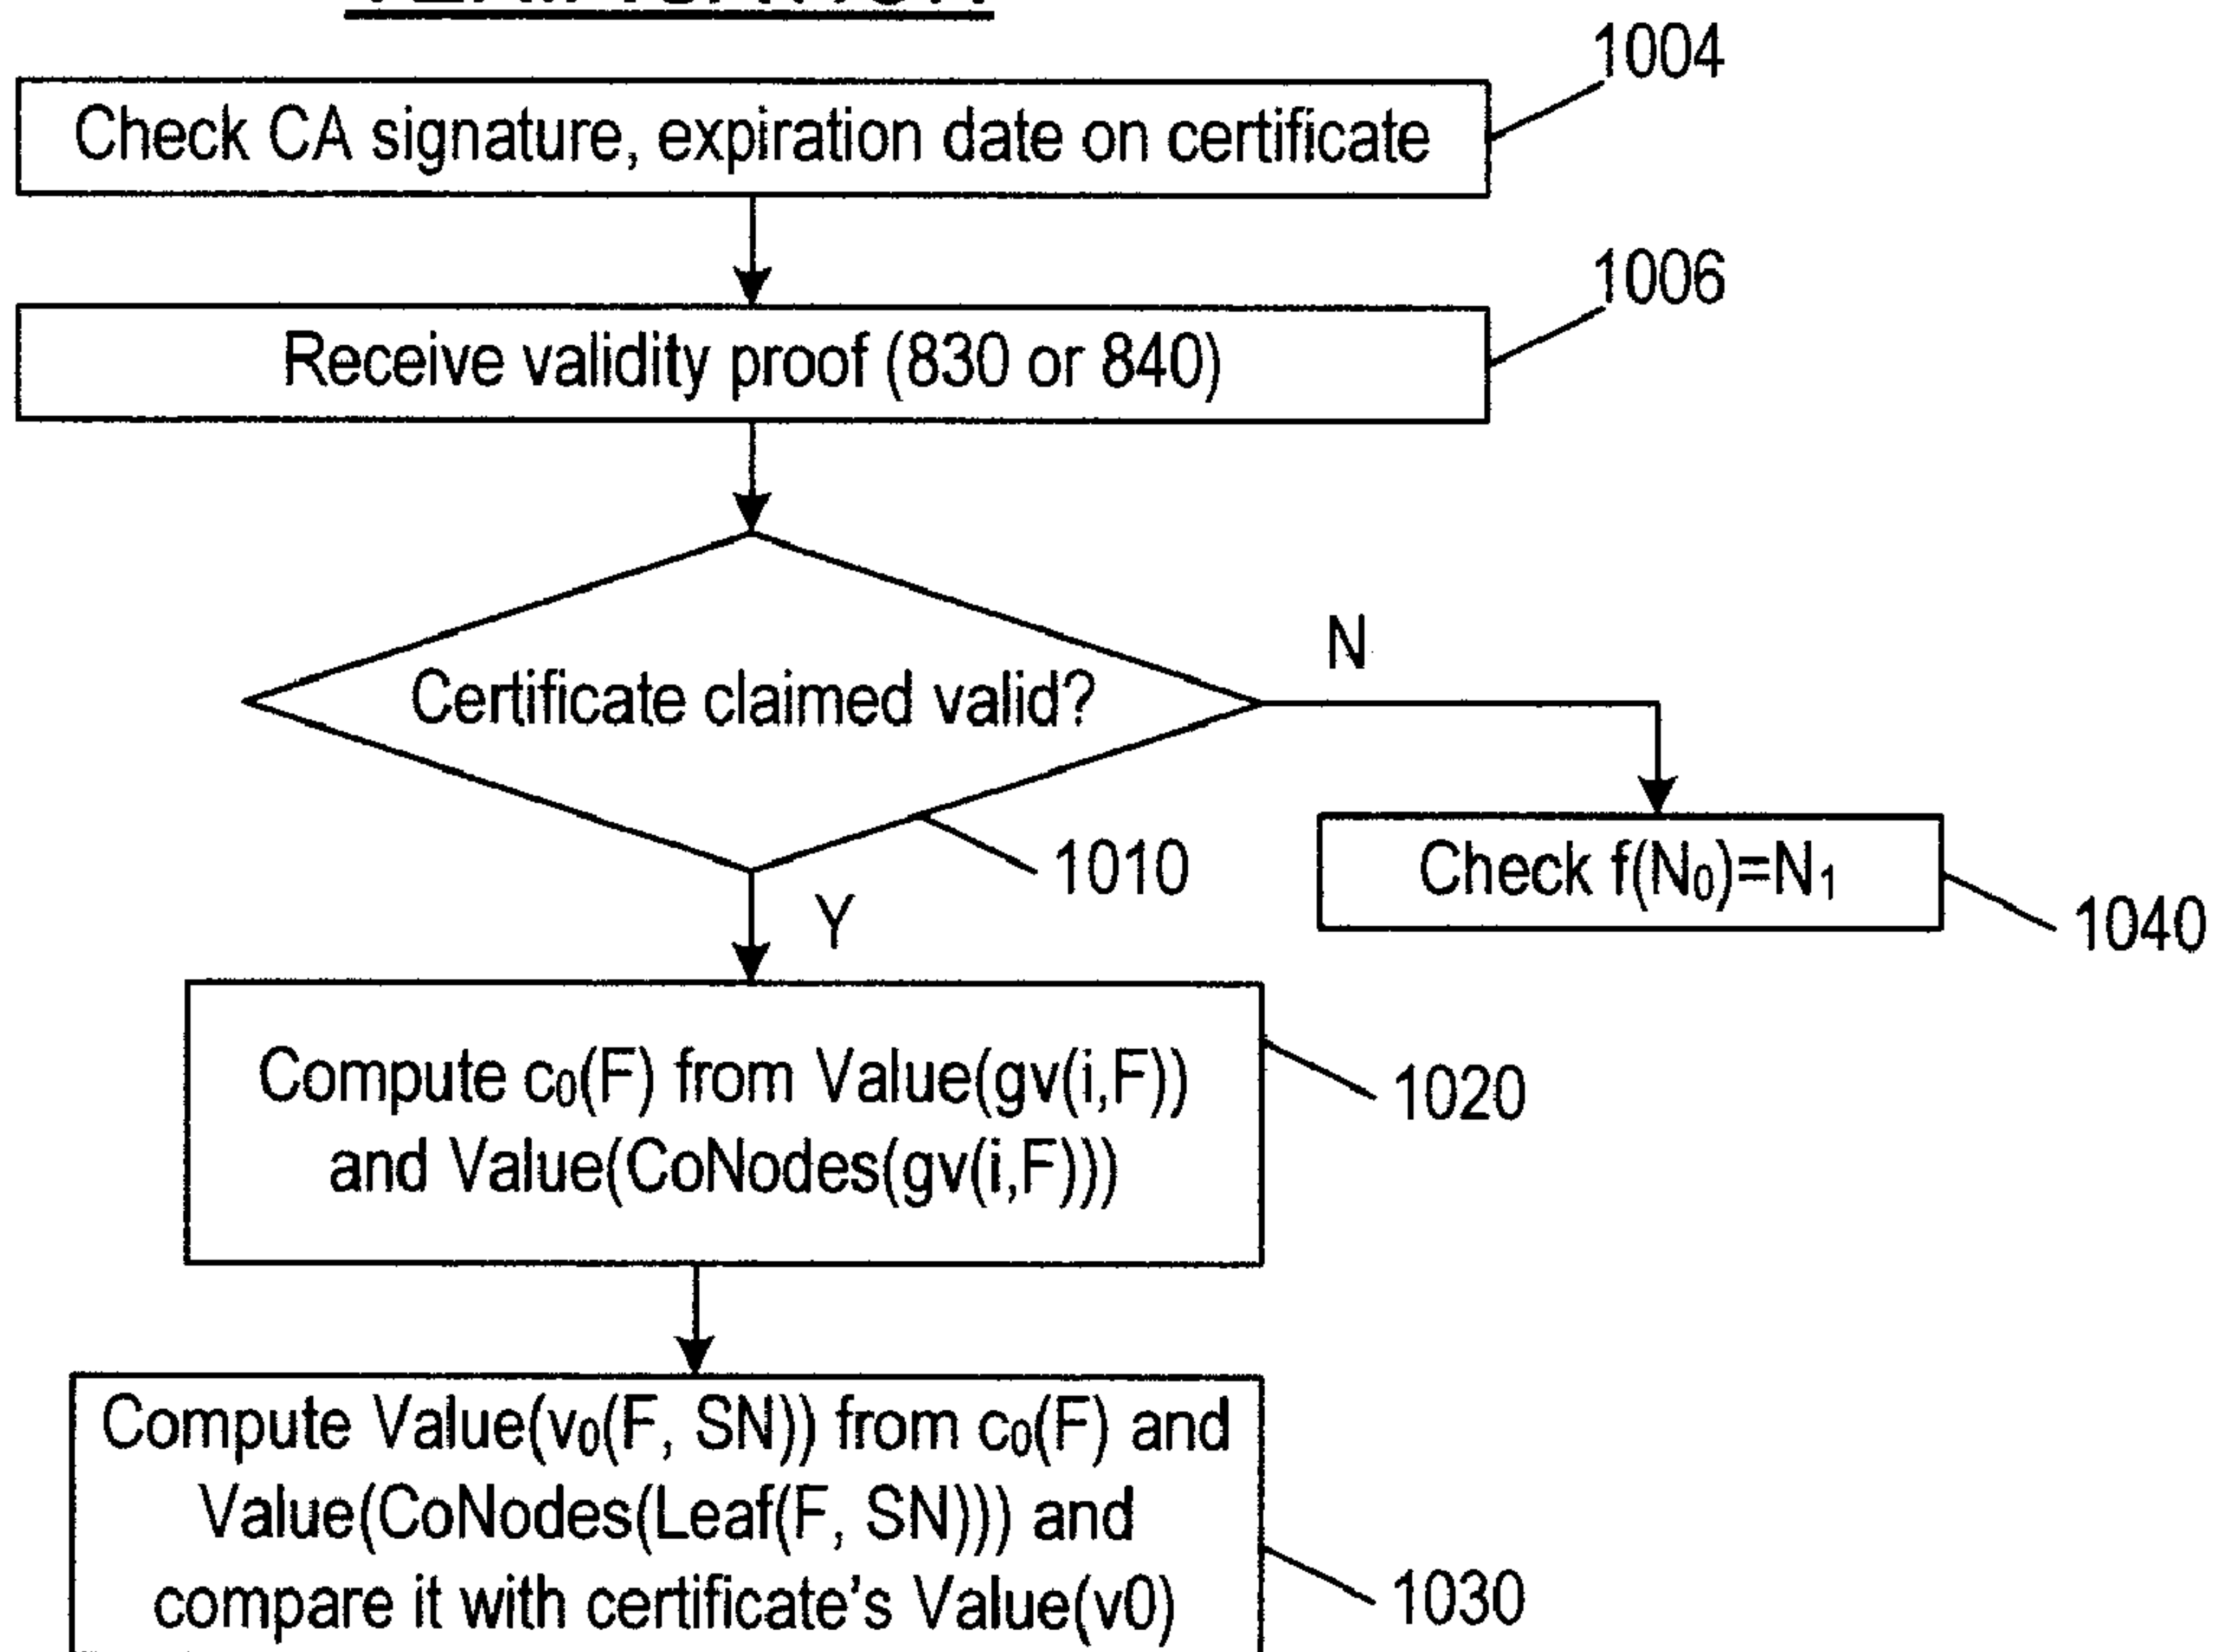 1004
Check CA signature, expiration date on certificate
1006
Receive validity proof (830 or 840)
Certificate claimed valid?
N
1010
Y
Check f(N₀)=N₁
1040
Compute c₀(F) from Value(gv(i,F))
and Value(CoNodes(gv(i,F)))
1020
Compute Value(v₀(F, SN)) from c₀(F) and
Value(CoNodes(Leaf(F, SN))) and
compare it with certificate's Value(v0)
1030